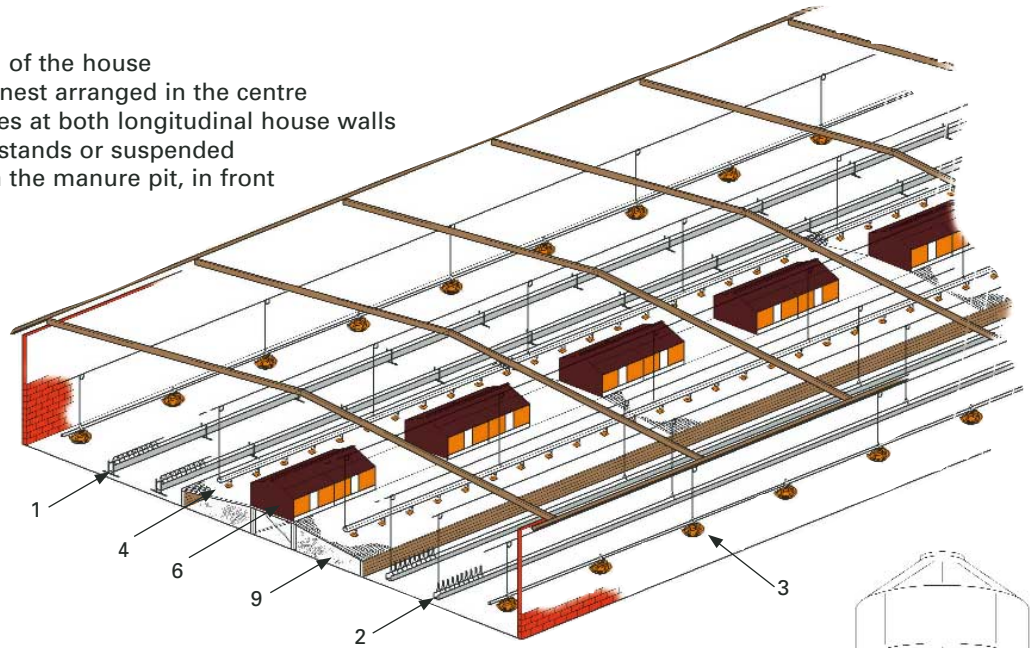 of the house
nest arranged in the centre
es at both longitudinal house walls
stands or suspended
the manure pit, in front
1
4
6
9
2
3